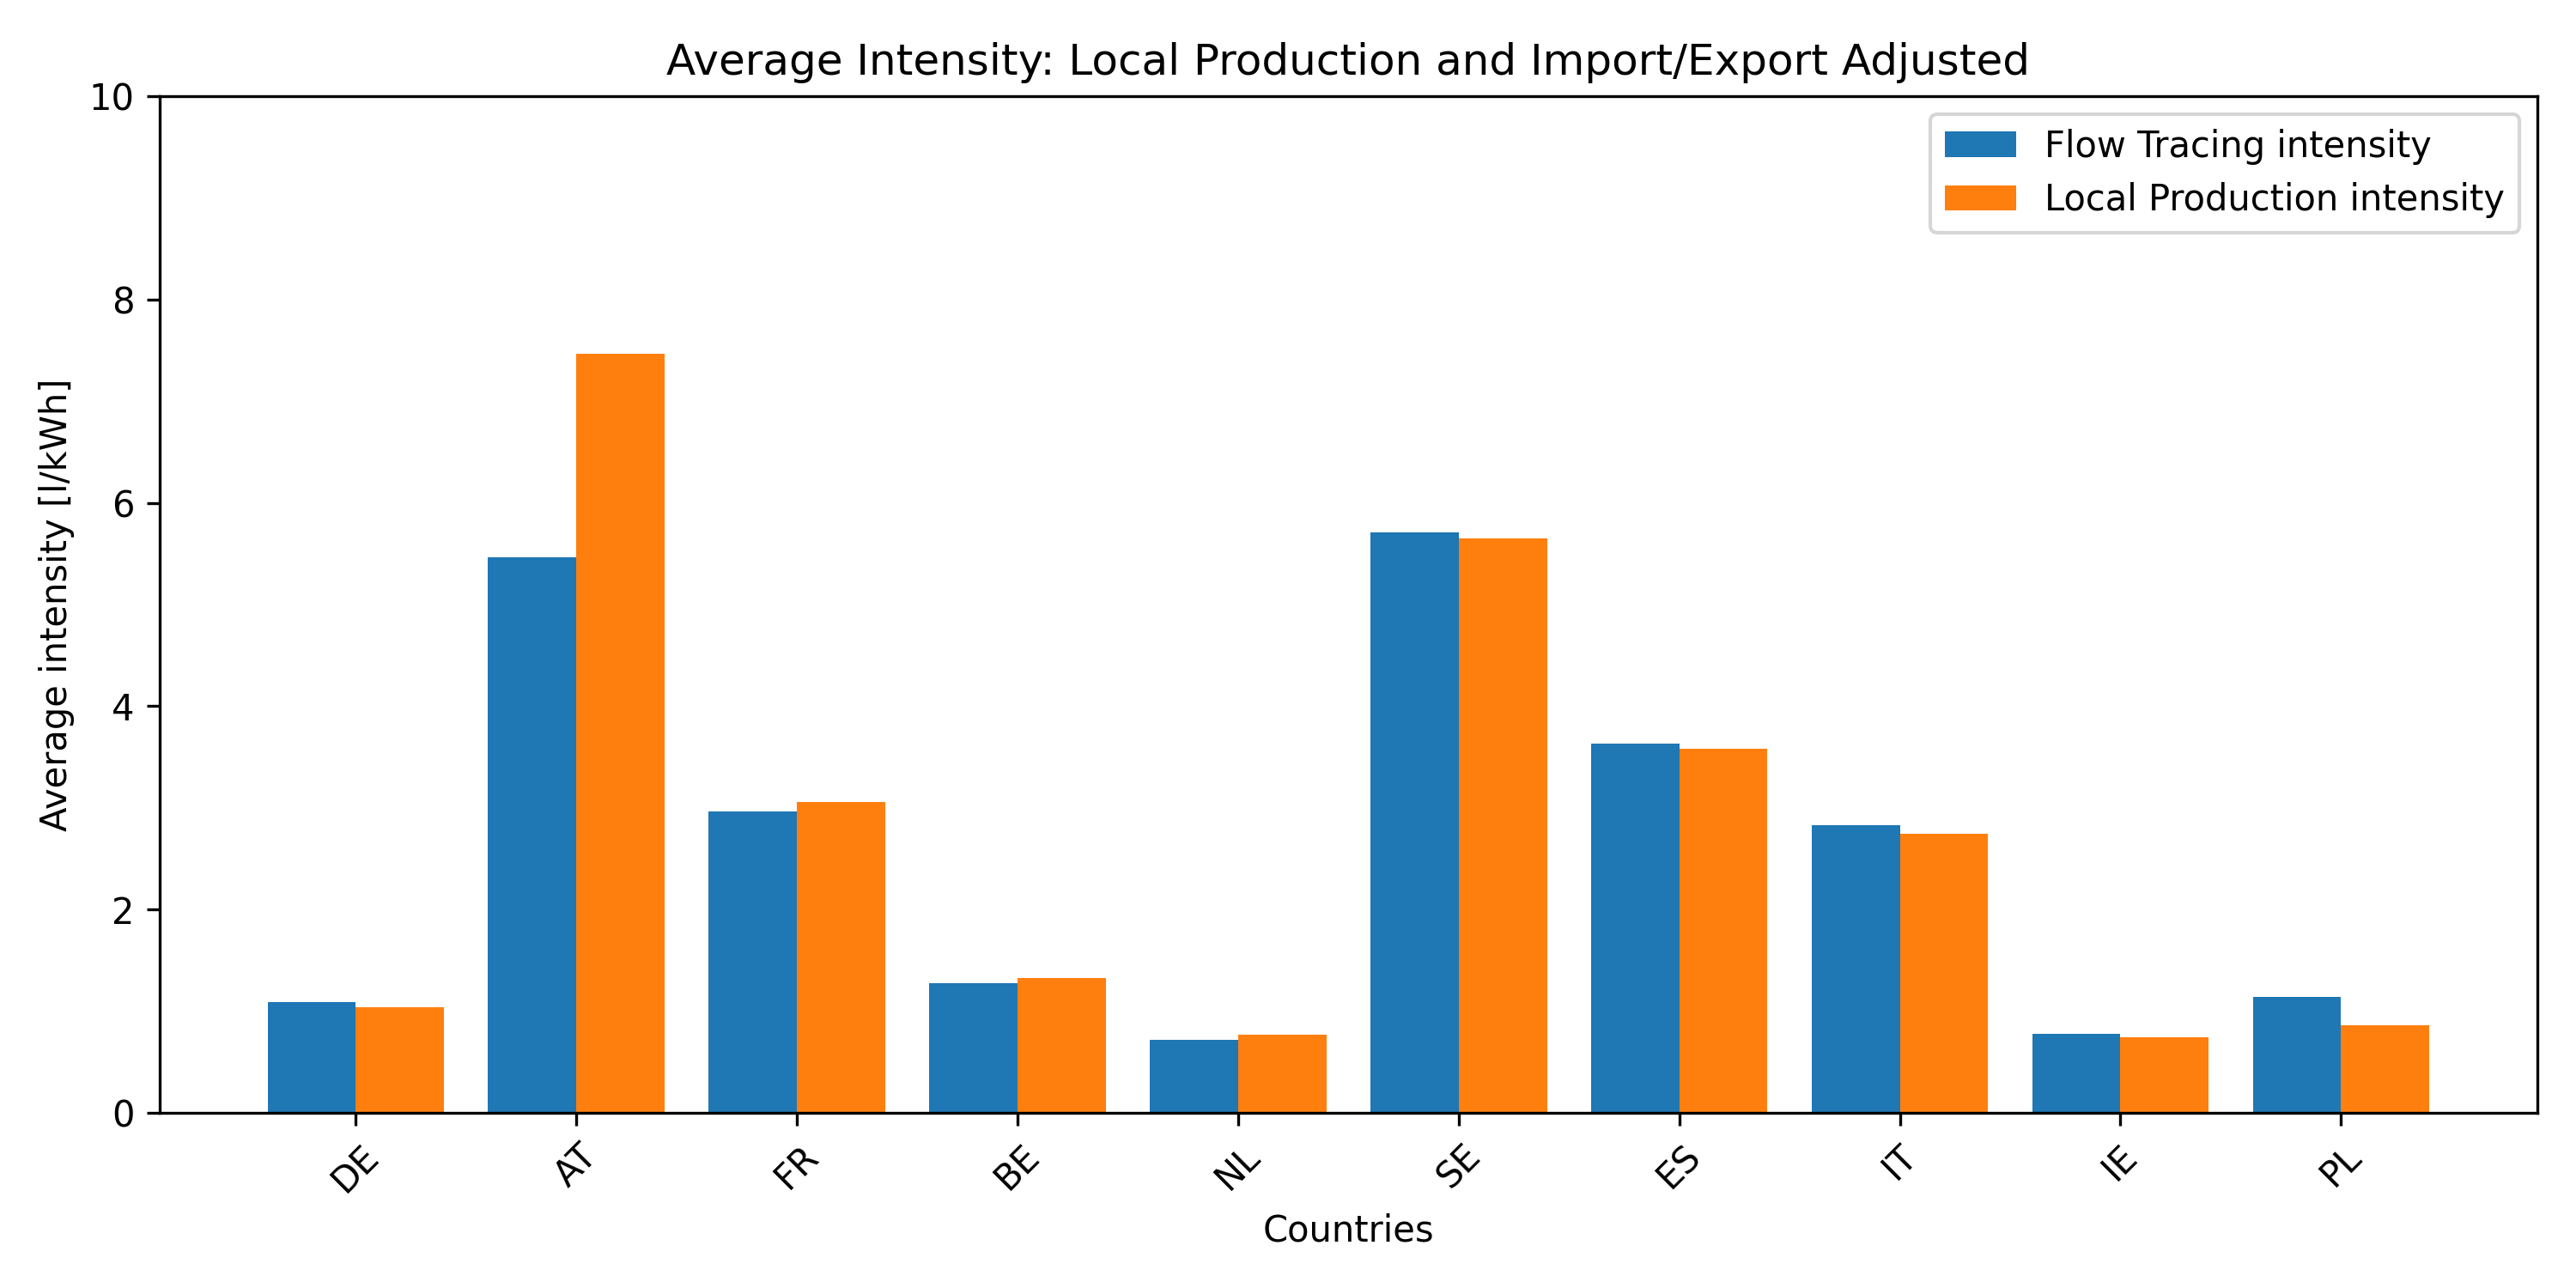 Average Intensity: Local Production and Import/Export Adjusted
10
8
6
4
2
0
Average intensity [l/kWh]
Flow Tracing intensity
Local Production intensity
DE
AT
FR
BE
NL
SE
ES
IT
IE
PL
Countries